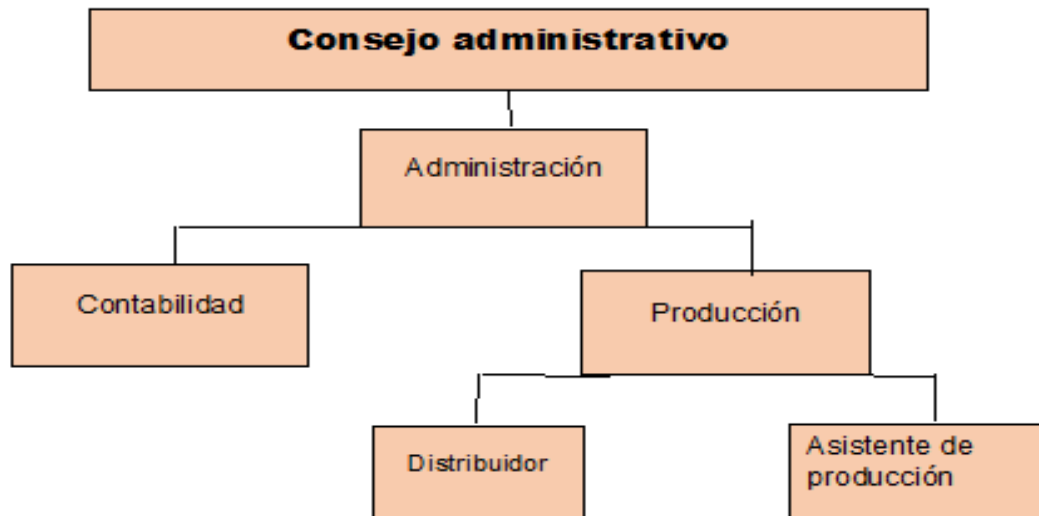 Consejo administrativo
Administración
Contabilidad
Producción
Distribuidor
Asistente de
producción